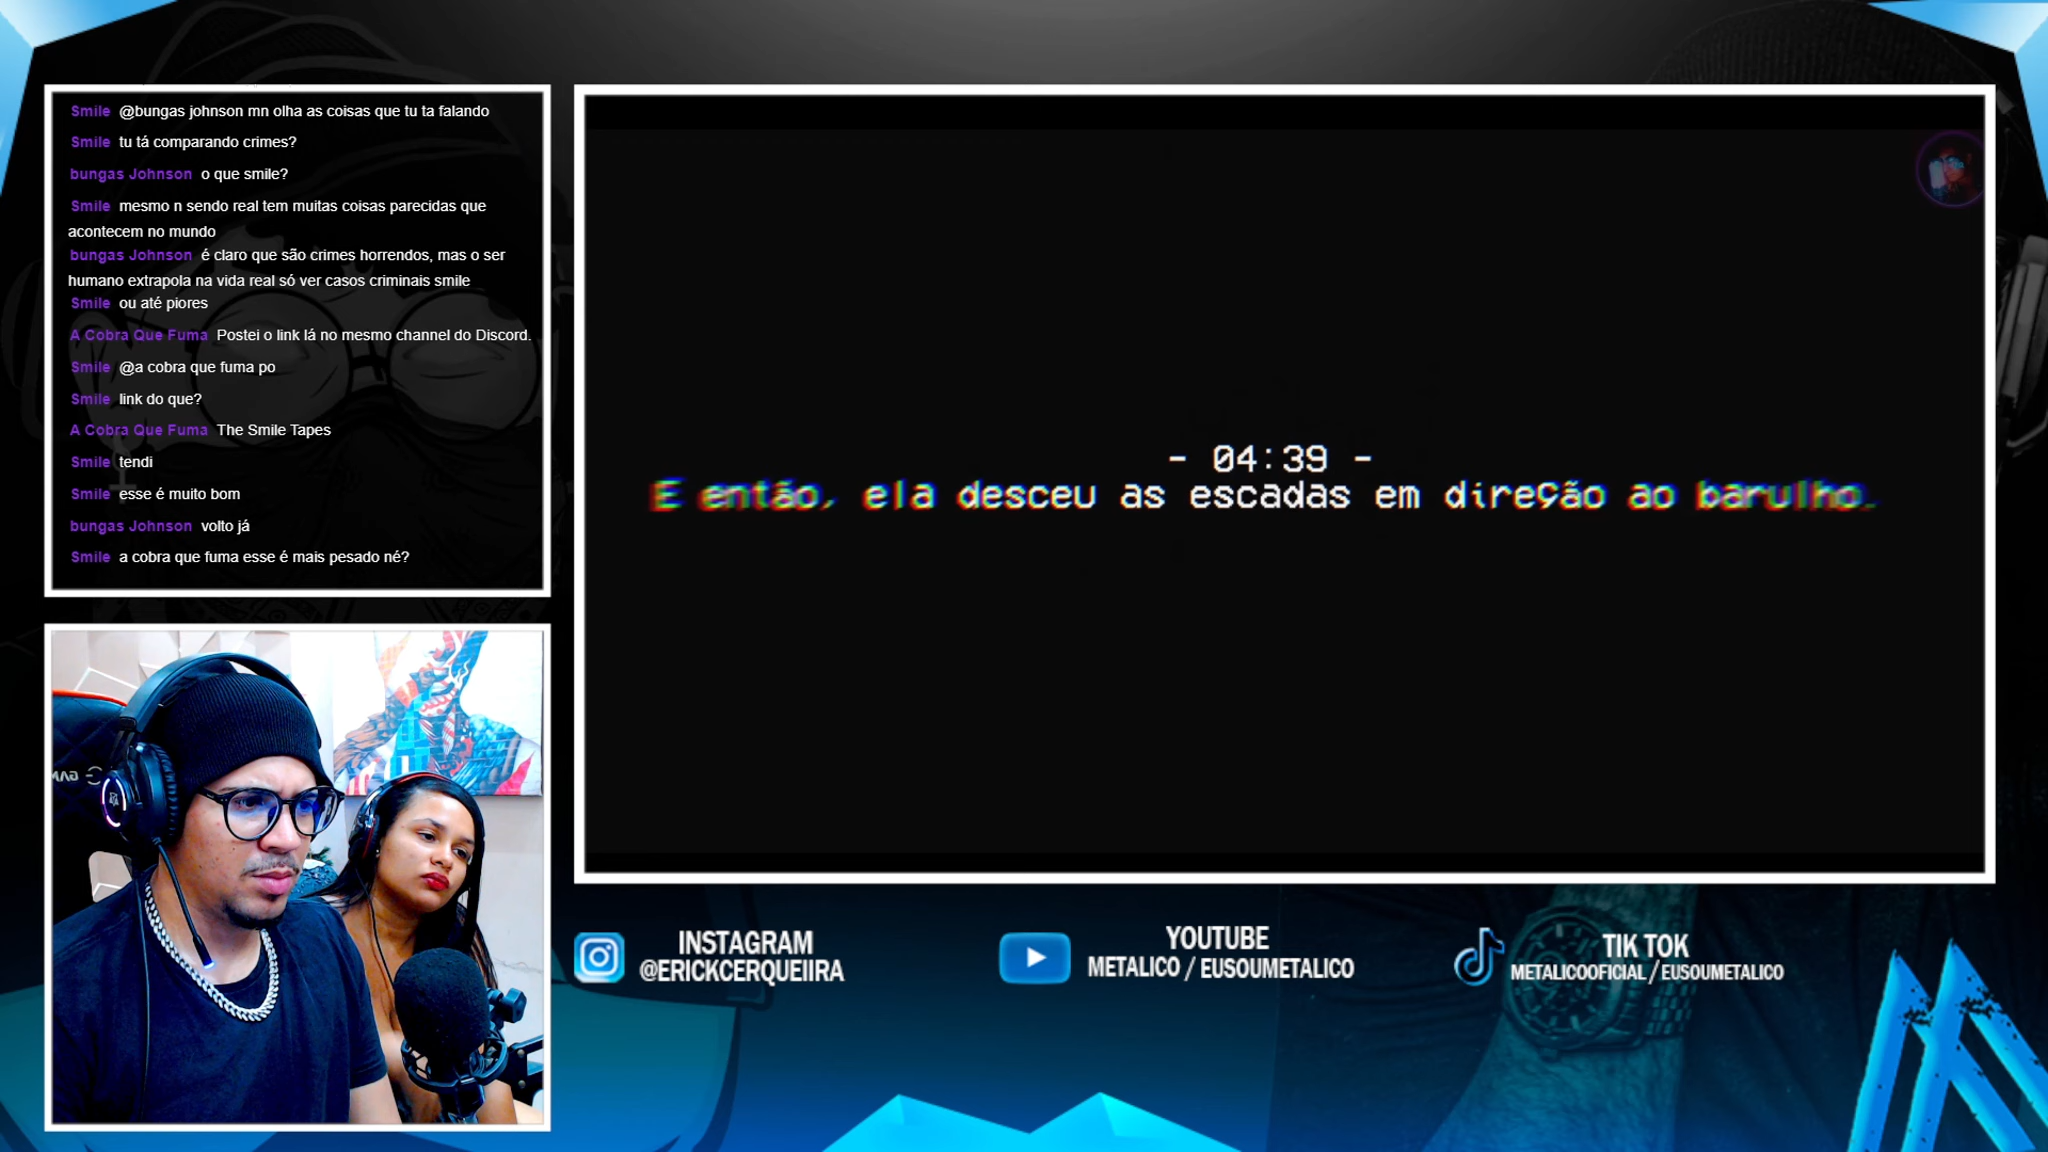 Smile @bungas johnson mn olha as coisas que tu ta falando
Smile tu tá comparando crimes?
bungas Johnson o que smile?
Smile mesmo n sendo real tem muitas coisas parecidas que
acontecem no mundo
bungas Johnson é claro que são crimes horrendos, mas o ser
humano extrapola na vida real só ver casos criminais smile
Smile ou até piores
A Cobra Que Fuma Postei o link lá no mesmo channel do Discord.
Smile @a cobra que fuma po
Smile link do que?
A Cobra Que Fuma The Smile Tapes
Smile tendi
Smile esse é muito bom
bungas Johnson volto já
Smile a cobra que fuma esse é mais pesado né?
- 04:39 -
E então, ela desceu as escadas em direção ao barulho.
INSTAGRAM
@ERICKCERQUEIIRA
YOUTUBE
METALICO / EUSOUMETALICO
TIK TOK
METALICOOFICIAL / EUSOUMETALICO